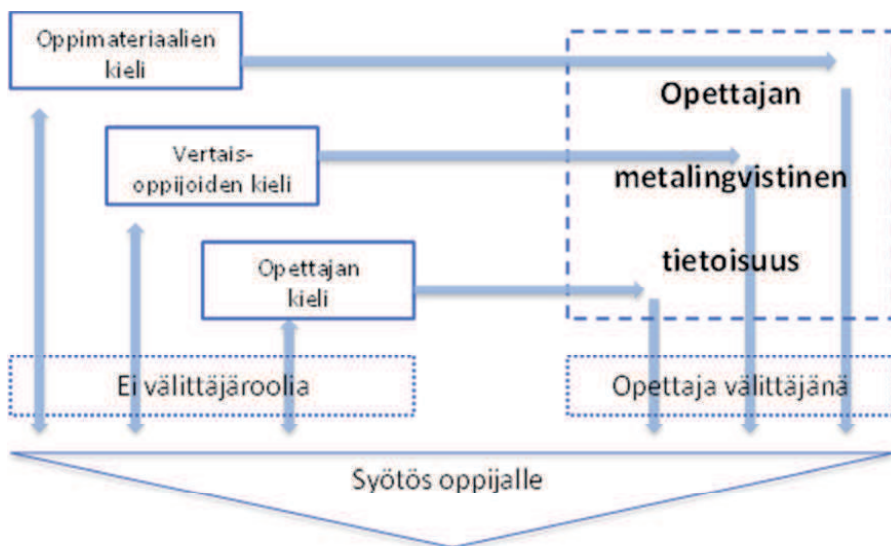 Oppimateriaalien
kieli
Opettajan
Vertais-
oppijoiden kieli
metalingvistinen
Opettajan
kieli
tietoisuus
Ei välittäjäroolia
Opettaja välittäjänä
Syötös oppijalle